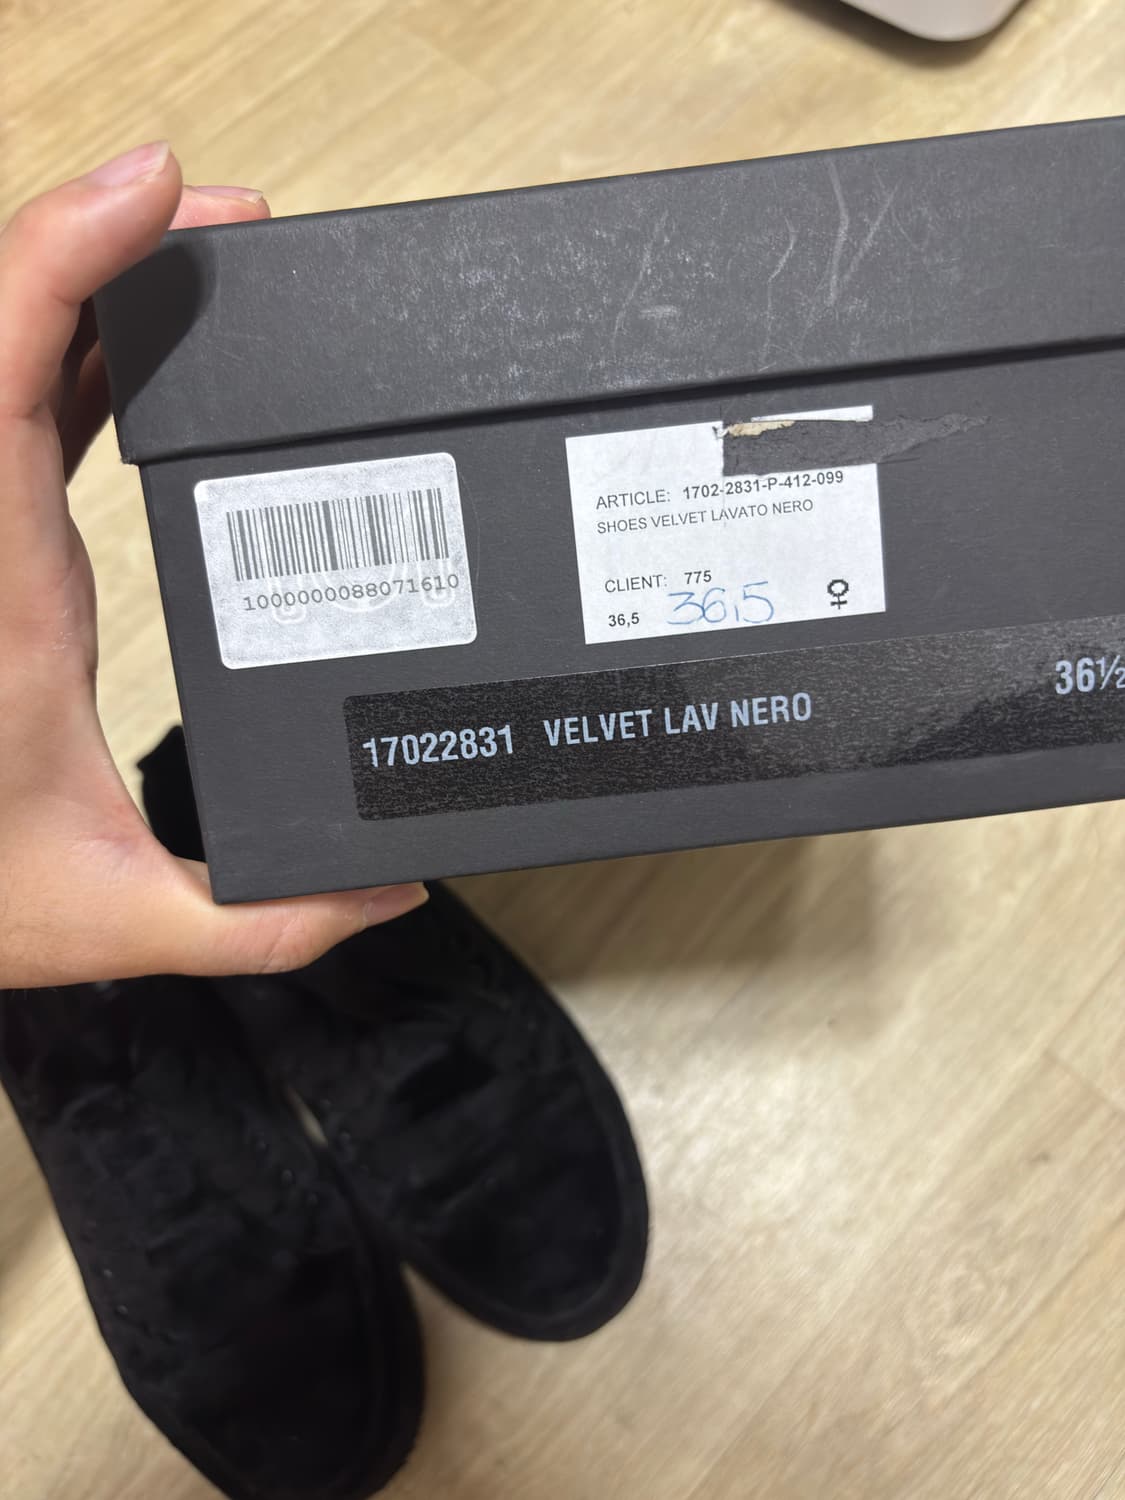 1000000088071610
ARTICLE: 1702-2831-P-412-099
SHOES VELVET LAVATO NERO
CLIENT: 775
36,5 36,5 ♀
17022831 VELVET LAV NERO 36½